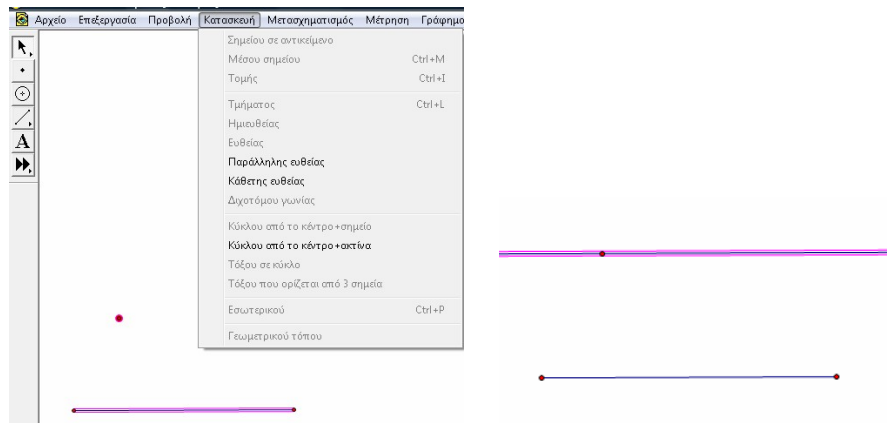 Αρχείο Επεξεργασία Προβολή Κατασκευή Μετασχηματισμός Μέτρηση Γράφημα
Σημείου σε αντικείμενο
Μέσου σημείου Ctrl+M
Τομής Ctrl+I
Τμήματος Ctrl+L
Ημιευθείας
Ευθείας
Παράλληλης ευθείας
Κάθετης ευθείας
Διχοτόμου γωνίας
Κύκλου από το κέντρο+σημείο
Κύκλου από το κέντρο+ακτίνα
Τόξου σε κύκλο
Τόξου που ορίζεται από 3 σημεία
Εσωτερικού Ctrl+P
Γεωμετρικού τόπου
A